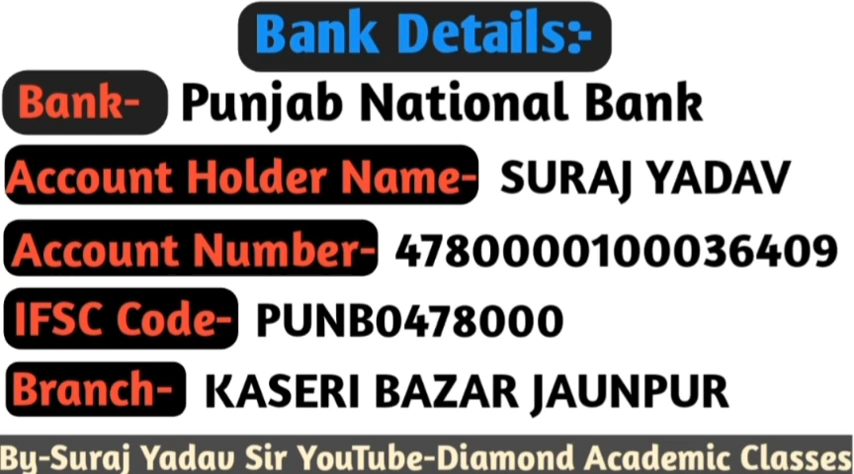 Bank Details:-
Bank- Punjab National Bank
Account Holder Name- SURAJ YADAV
Account Number- 4780000100036409
IFSC Code- PUNB0478000
Branch- KASERI BAZAR JAUNPUR
By-Suraj Yadav Sir YouTube-Diamond Academic Classes